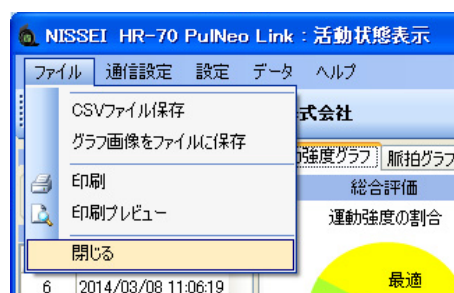 NISSEI HR-70 PulNeo Link : 活動状態表示
ファイル 通信設定 設定 データ ヘルプ
CSVファイル保存
式会社
グラフ画像をファイルに保存
強度グラフ 脈拍グラフ
印刷
総合評価
印刷プレビュー
運動強度の割合
閉じる
最適
6 2014/03/08 11:06:19